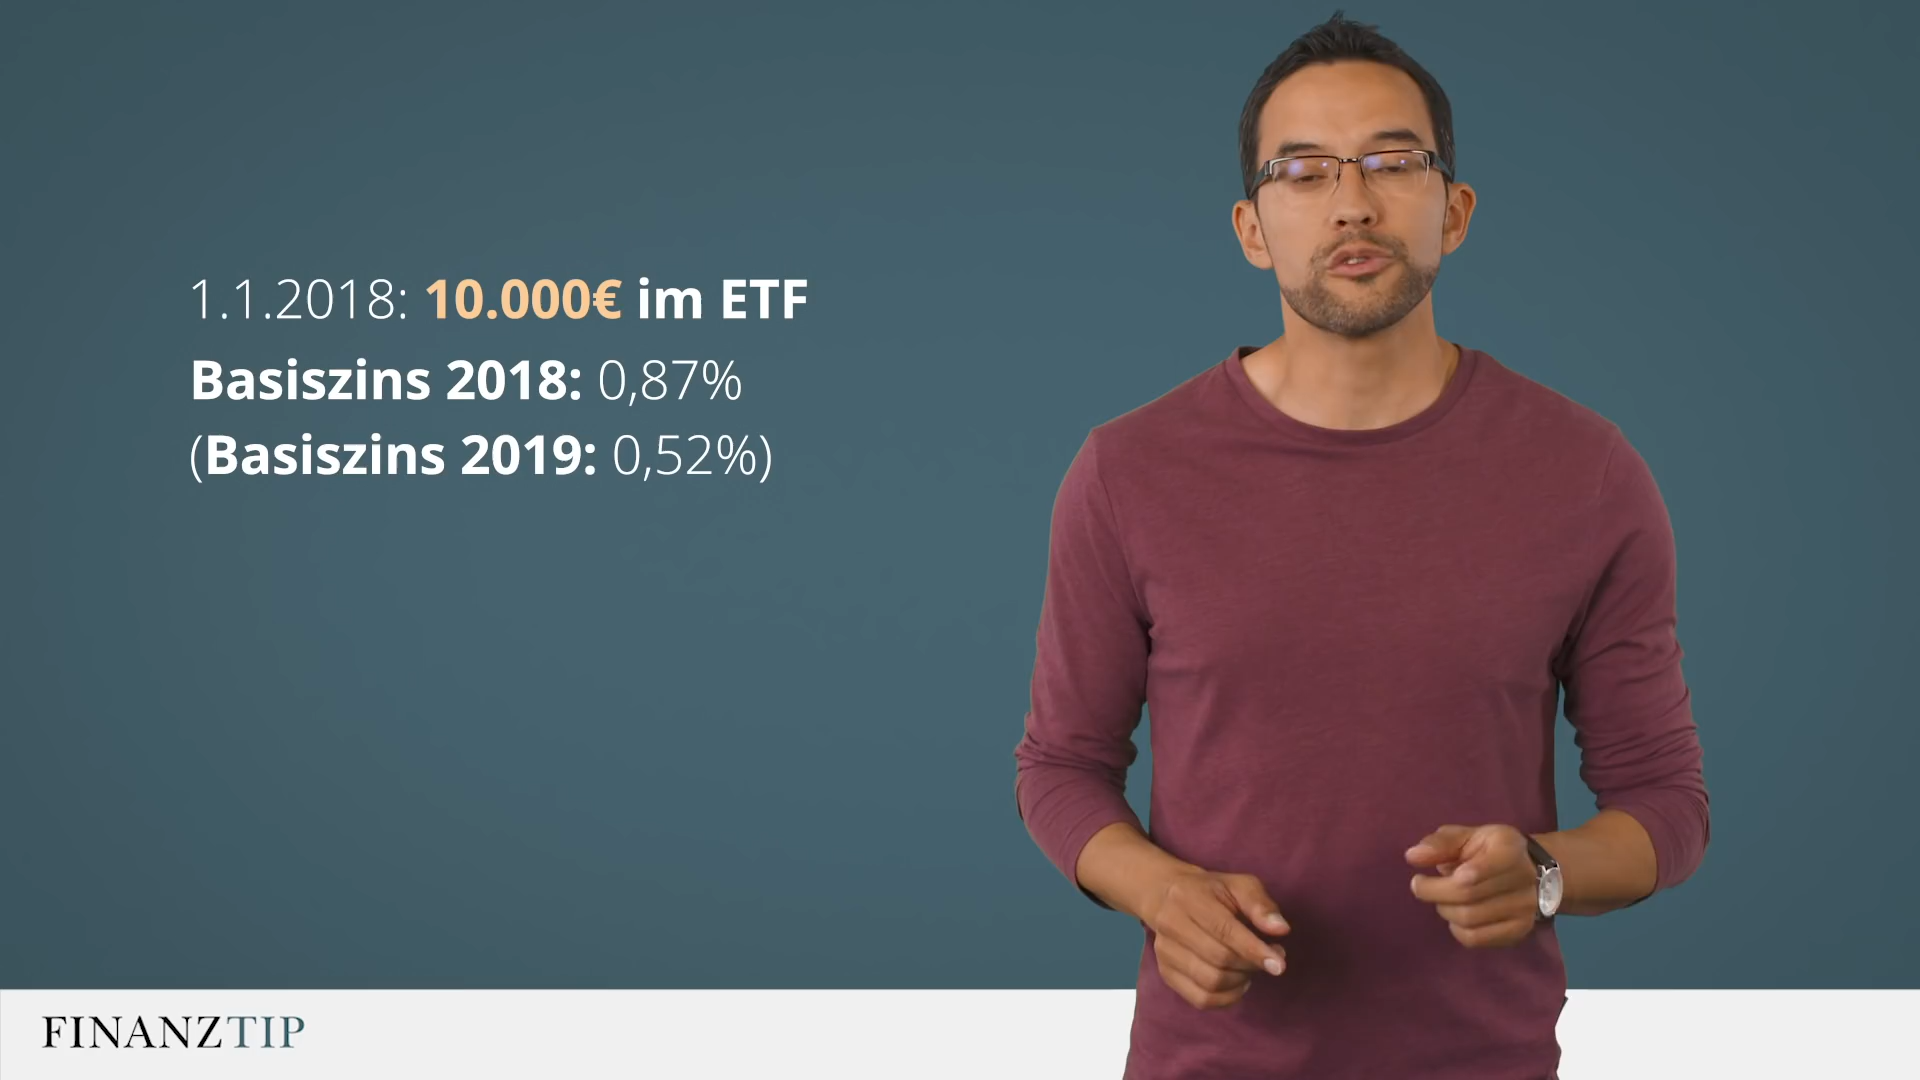 1.1.2018: 10.000€ im ETF
Basiszins 2018: 0,87%
(Basiszins 2019: 0,52%)
FINANZTIP